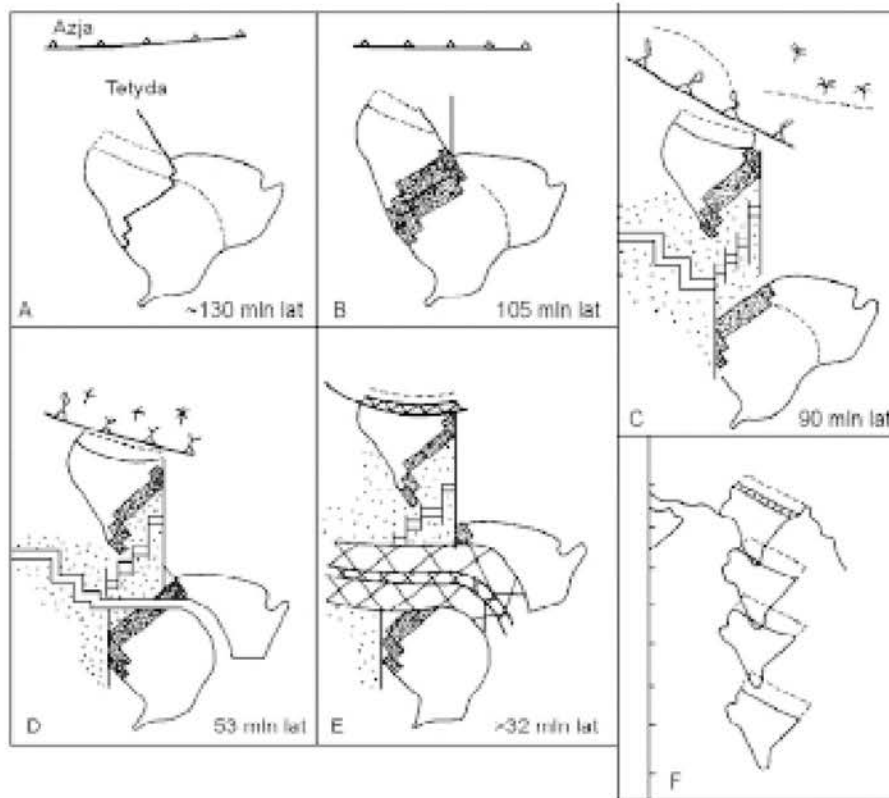 Azja
Tetyda
A
~130 mln lat
B
105 mln lat
C
90 mln lat
D
53 mln lat
E
>32 mln lat
F